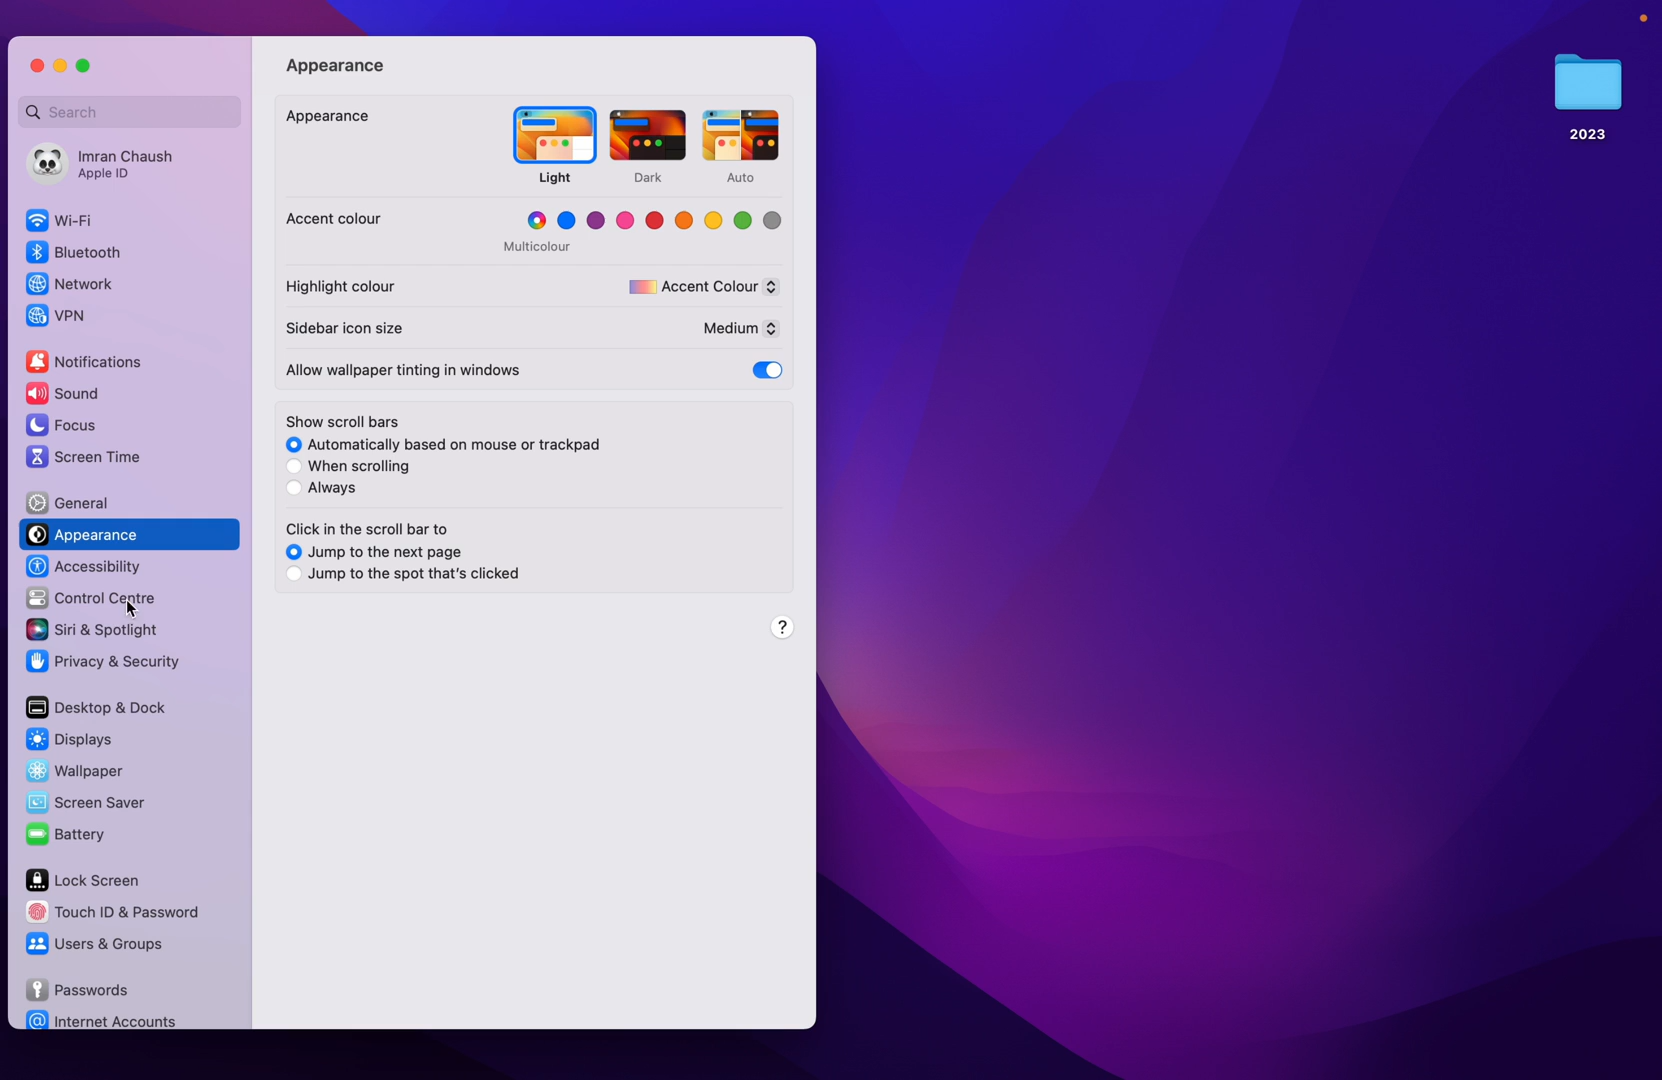 Appearance
Search
Imran Chaush
Apple ID
Wi-Fi
Bluetooth
Network
VPN
Notifications
Sound
Focus
Screen Time
General
Appearance
Accessibility
Control Centre
Siri & Spotlight
Privacy & Security
Desktop & Dock
Displays
Wallpaper
Screen Saver
Battery
Lock Screen
Touch ID & Password
Users & Groups
Passwords
Internet Accounts
Appearance
Light Dark Auto
Accent colour
Multicolour
Highlight colour Accent Colour
Sidebar icon size Medium
Allow wallpaper tinting in windows
Show scroll bars
Automatically based on mouse or trackpad
When scrolling
Always
Click in the scroll bar to
Jump to the next page
Jump to the spot that's clicked
?
2023